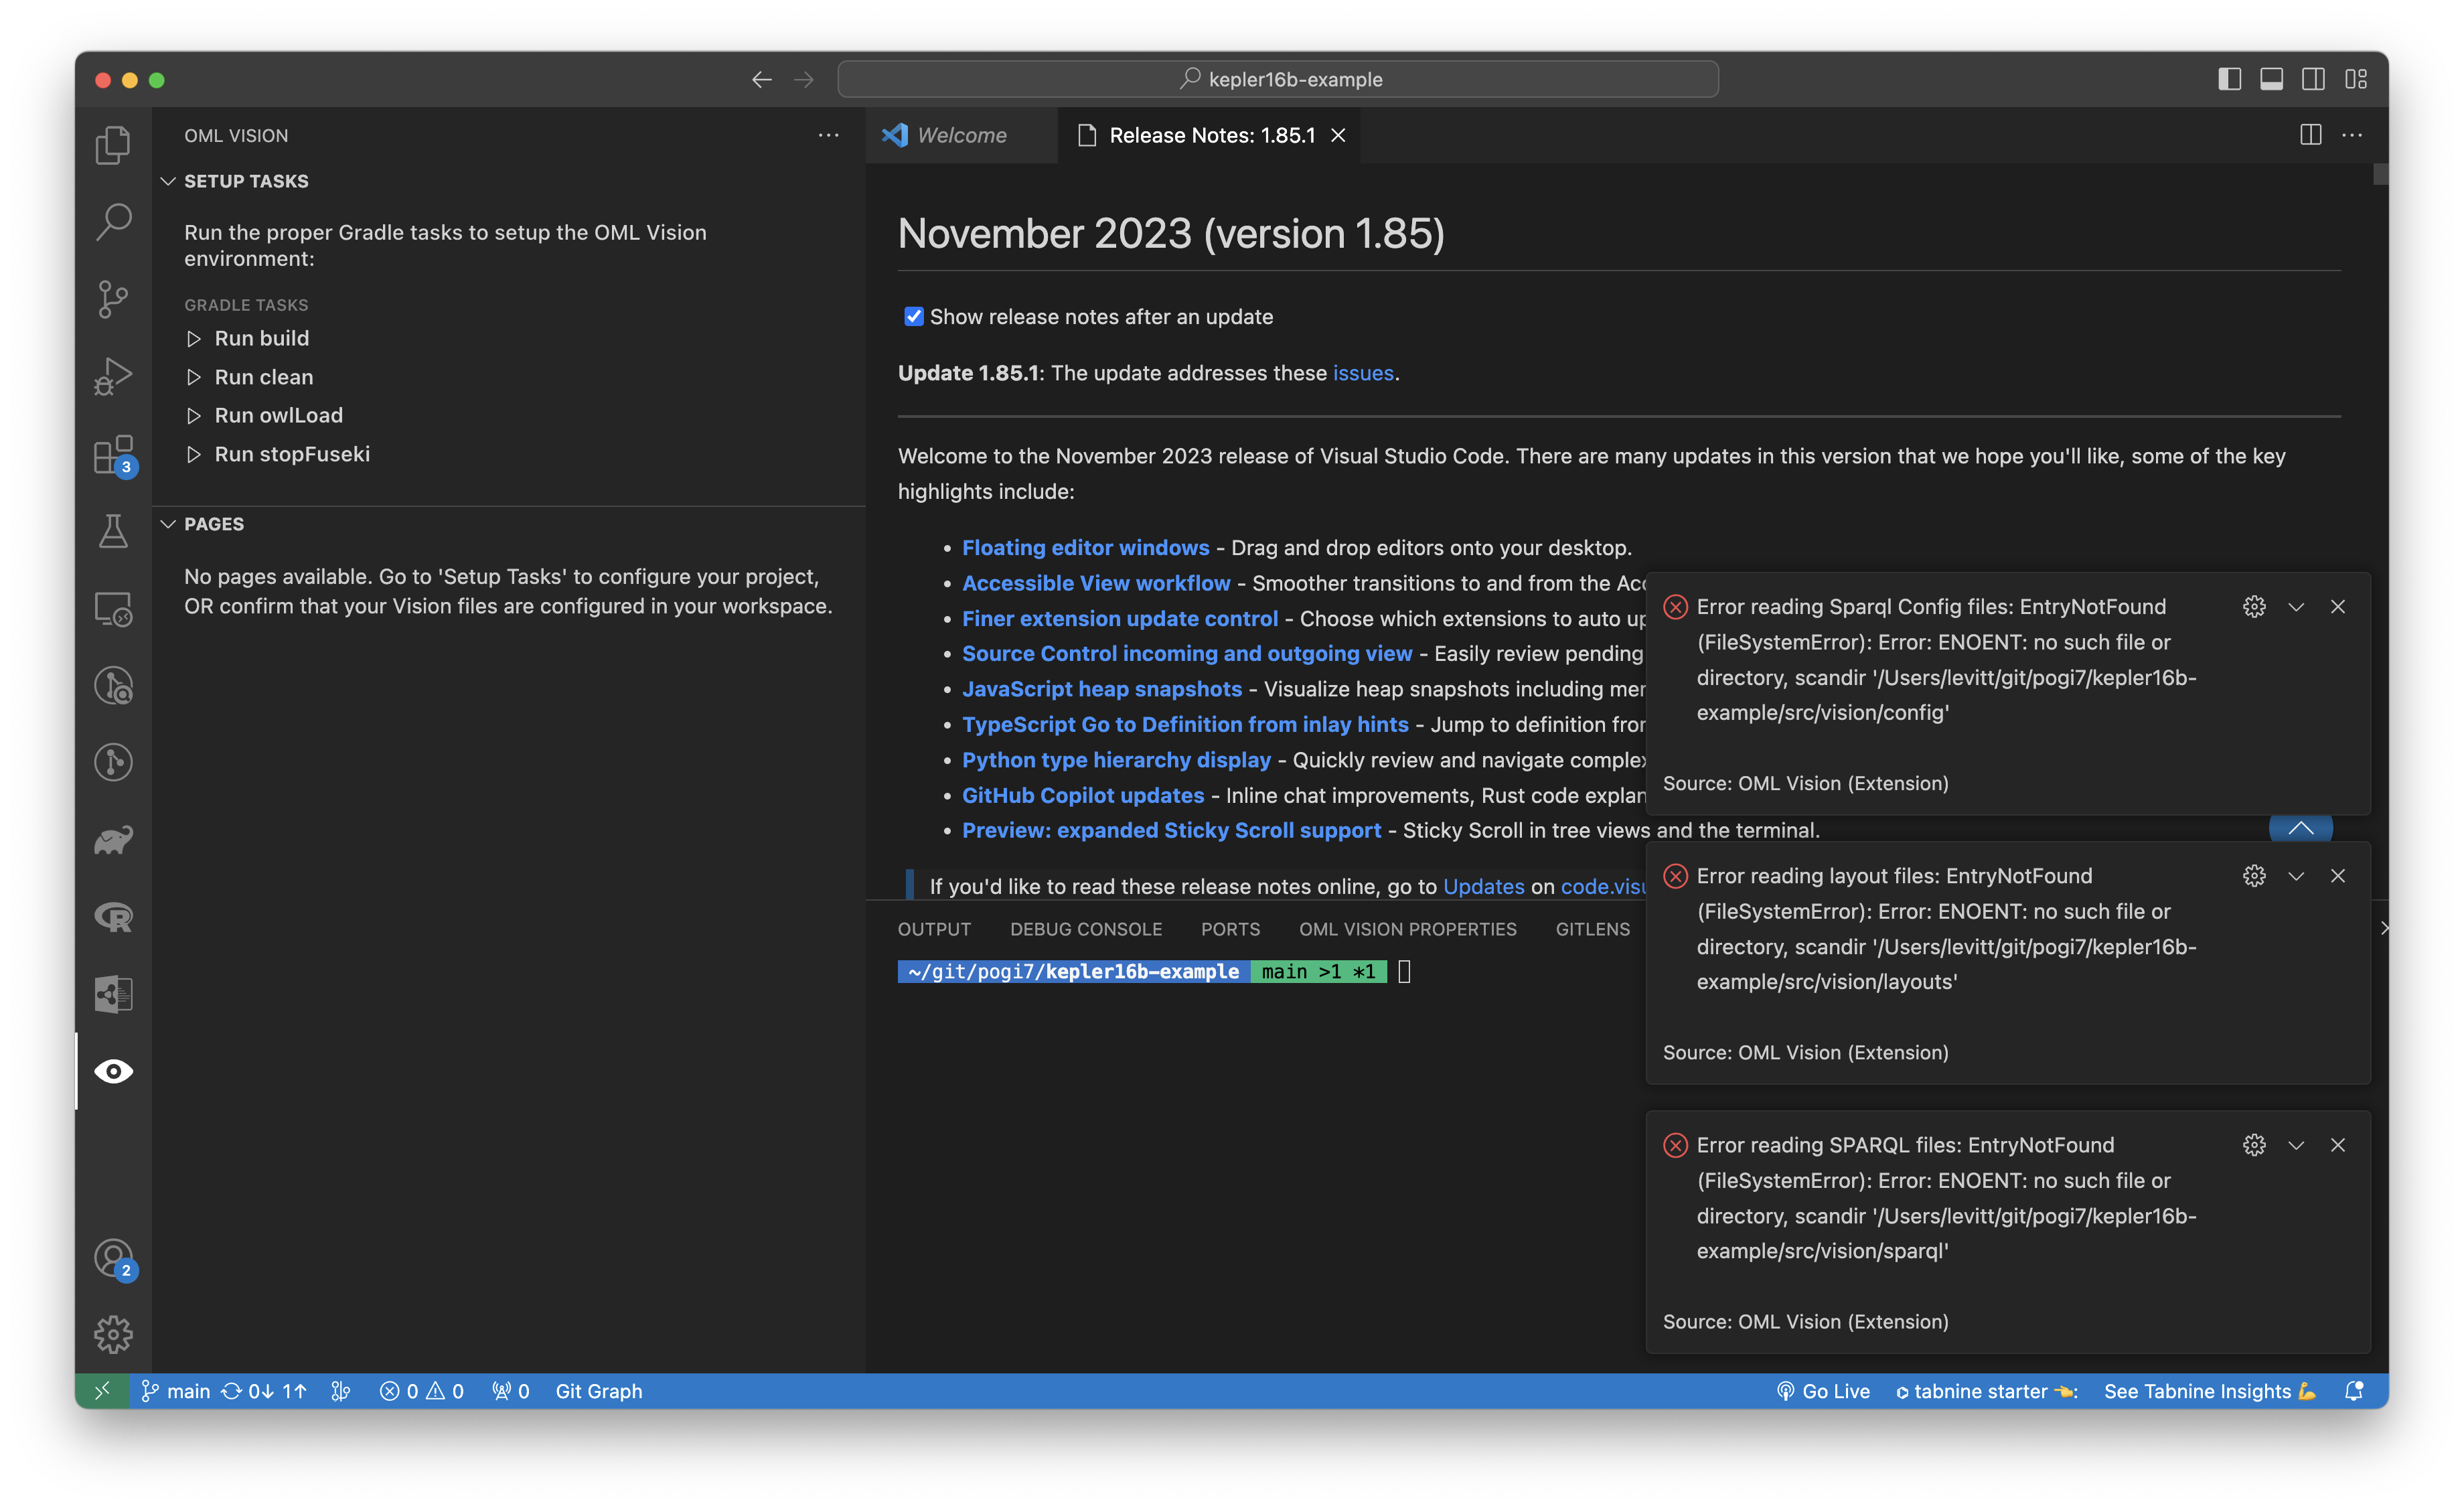 kepler16b-example
OML VISION
SETUP TASKS
Run the proper Gradle tasks to setup the OML Vision
environment:
GRADLE TASKS
Run build
Run clean
Run owlLoad
Run stopFuseki
3
PAGES
No pages available. Go to 'Setup Tasks' to configure your project,
OR confirm that your Vision files are configured in your workspace.
R
2
Welcome
Release Notes: 1.85.1
November 2023 (version 1.85)
Show release notes after an update
Update 1.85.1: The update addresses these issues.
Welcome to the November 2023 release of Visual Studio Code. There are many updates in this version that we hope you'll like, some of the key
highlights include:
• Floating editor windows - Drag and drop editors onto your desktop.
• Accessible View workflow - Smoother transitions to and from the Acc
• Finer extension update control - Choose which extensions to auto up
• Source Control incoming and outgoing view - Easily review pending
• JavaScript heap snapshots - Visualize heap snapshots including mem
• TypeScript Go to Definition from inlay hints - Jump to definition from
• Python type hierarchy display - Quickly review and navigate complex
• GitHub Copilot updates - Inline chat improvements, Rust code explan
• Preview: expanded Sticky Scroll support - Sticky Scroll in tree views and the terminal.
If you'd like to read these release notes online, go to Updates on code.visu
OUTPUT DEBUG CONSOLE PORTS OML VISION PROPERTIES GITLENS
~/git/pogi7/kepler16b-example main >1 *1
Error reading Sparql Config files: EntryNotFound
(FileSystemError): Error: ENOENT: no such file or
directory, scandir '/Users/levitt/git/pogi7/kepler16b-
example/src/vision/config'
Source: OML Vision (Extension)
Error reading layout files: EntryNotFound
(FileSystemError): Error: ENOENT: no such file or
directory, scandir '/Users/levitt/git/pogi7/kepler16b-
example/src/vision/layouts'
Source: OML Vision (Extension)
Error reading SPARQL files: EntryNotFound
(FileSystemError): Error: ENOENT: no such file or
directory, scandir '/Users/levitt/git/pogi7/kepler16b-
example/src/vision/sparql'
Source: OML Vision (Extension)
main 0↓ 1↑ 0 0 0 Git Graph Go Live tabnine starter 👈: See Tabnine Insights 💪